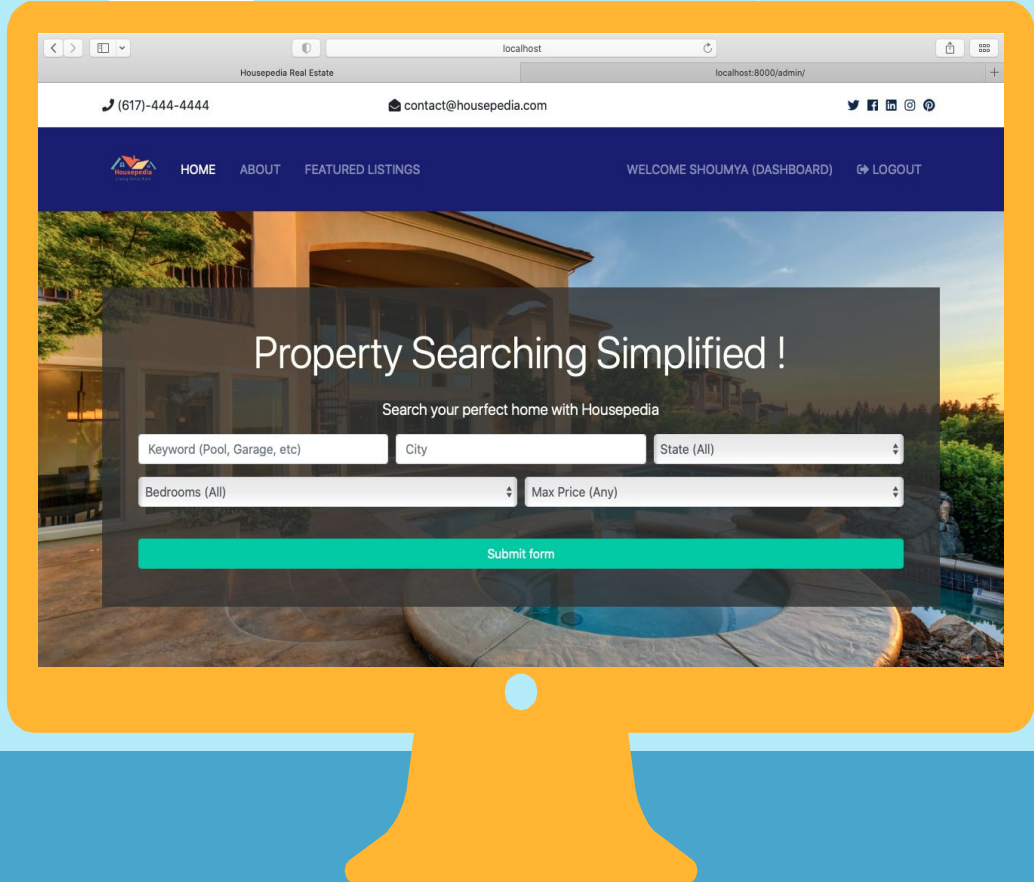 localhost
Housepedia Real Estate
localhost:8000/admin/
(617)-444-4444
contact@housepedia.com
Housepedia
HOME
ABOUT
FEATURED LISTINGS
WELCOME SHOUMYA (DASHBOARD)
LOGOUT
Property Searching Simplified !
Search your perfect home with Housepedia
Keyword (Pool, Garage, etc)
City
State (All)
Bedrooms (All)
Max Price (Any)
Submit form